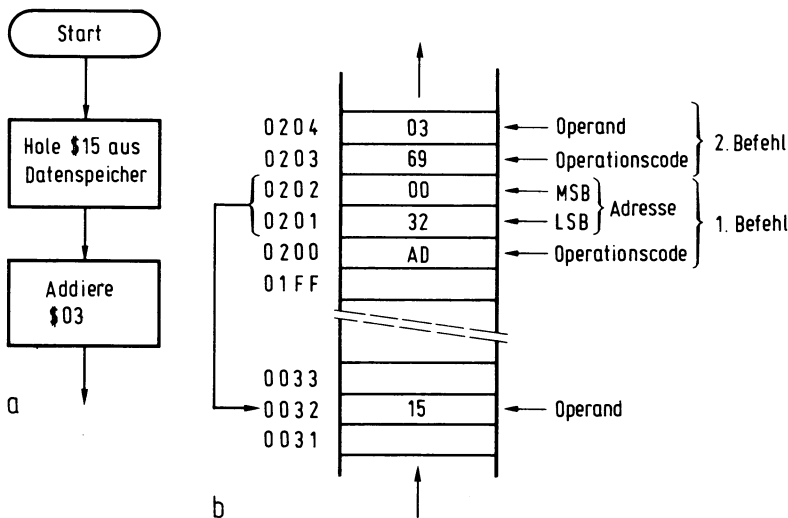 Start
Hole $15 aus
Datenspeicher
Addiere
$03
a
0204 03 Operand
0203 69 Operationscode
2. Befehl
0202 00 MSB
0201 32 LSB
Adresse
0200 AD Operationscode
1. Befehl
01FF
0033
0032 15 Operand
0031
b